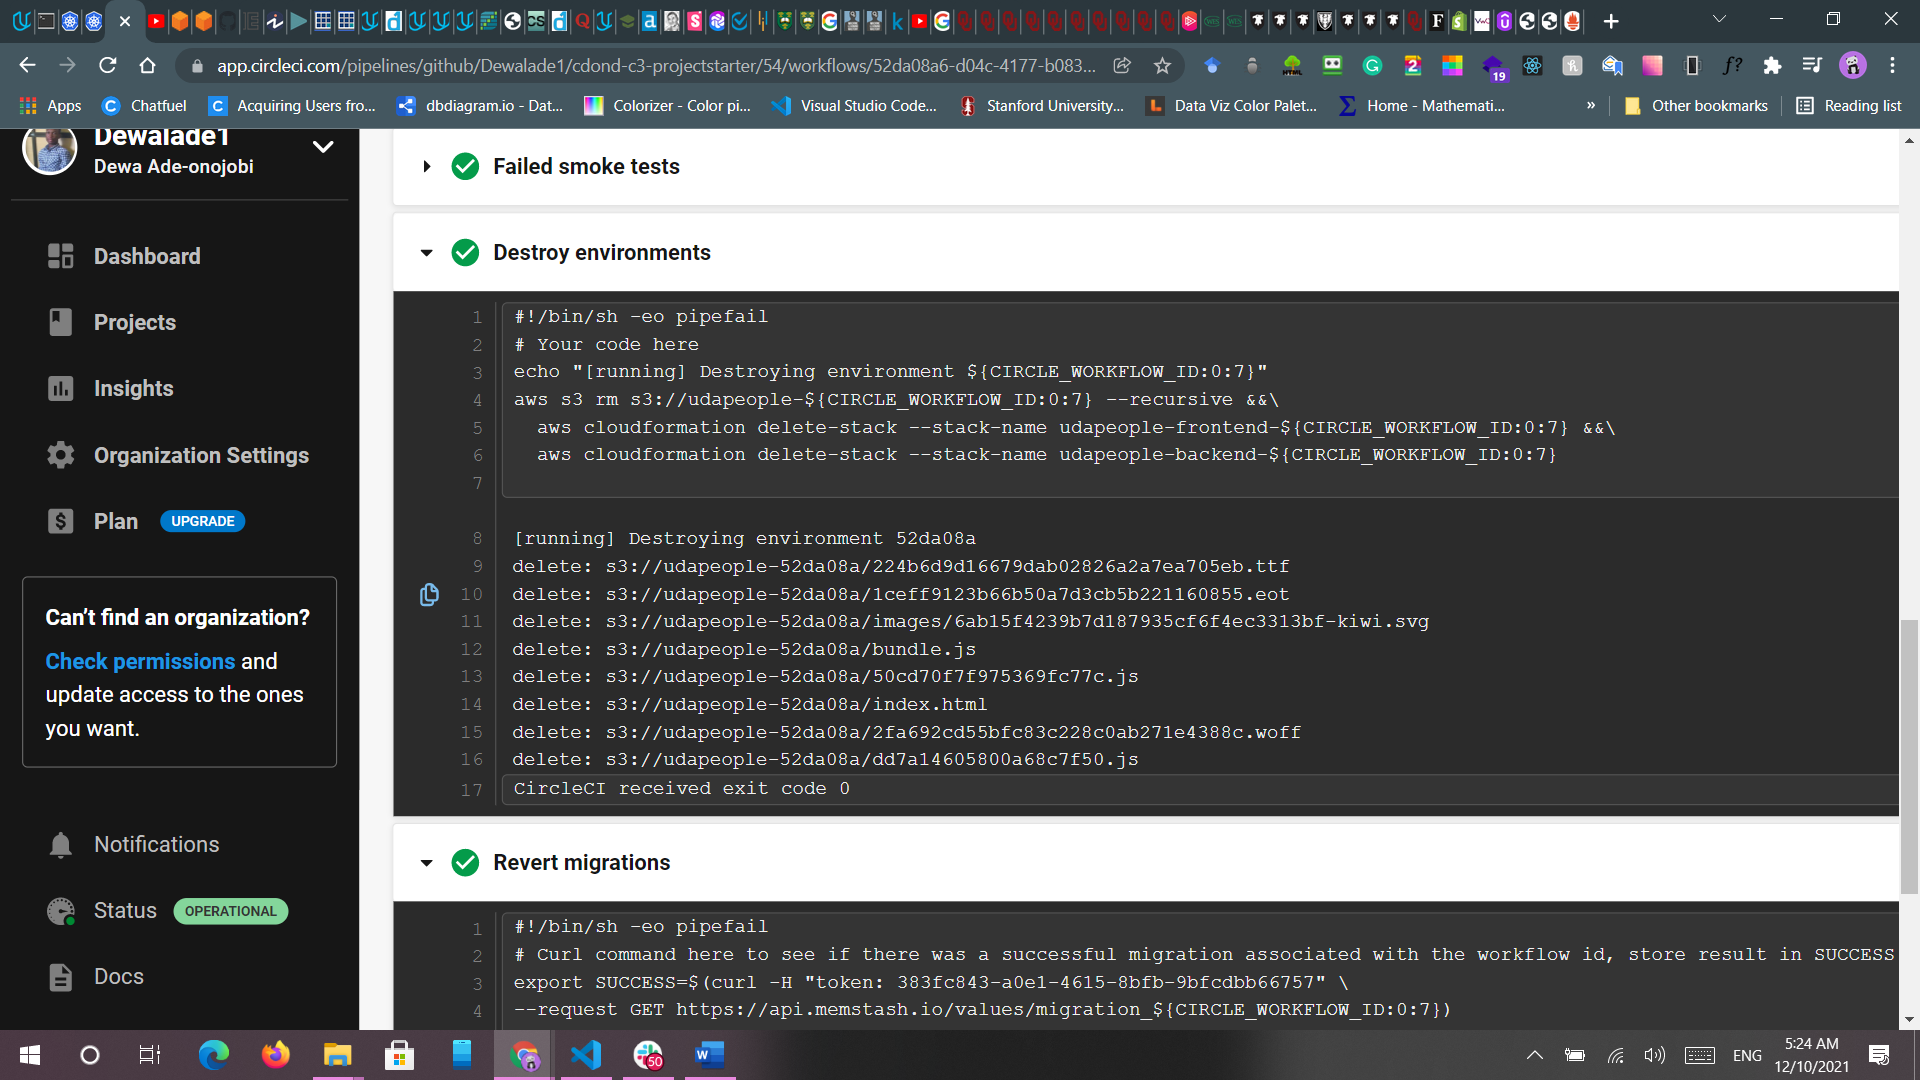 app.circleci.com/pipelines/github/Dewalade1/cdond-c3-projectstarter/54/workflows/52da08a6-d04c-4177-b083...
19
Apps
Chatfuel
Acquiring Users fro...
dbdiagram.io - Dat...
Colorizer - Color pi...
Visual Studio Code...
Stanford University...
Data Viz Color Palet...
Home - Mathemati...
»
Other bookmarks
Reading list
Dewalade1
Dewa Ade-onojobi
Dashboard
Projects
Insights
Organization Settings
Plan UPGRADE
Can't find an organization?
Check permissions and
update access to the ones
you want.
Notifications
Status OPERATIONAL
Docs
Failed smoke tests
Destroy environments
1 #!/bin/sh -eo pipefail
2 # Your code here
3 echo "[running] Destroying environment ${CIRCLE_WORKFLOW_ID:0:7}"
4 aws s3 rm s3://udapeople-${CIRCLE_WORKFLOW_ID:0:7} --recursive &&\
5 aws cloudformation delete-stack --stack-name udapeople-frontend-${CIRCLE_WORKFLOW_ID:0:7} &&\
6 aws cloudformation delete-stack --stack-name udapeople-backend-${CIRCLE_WORKFLOW_ID:0:7}
7
8 [running] Destroying environment 52da08a
9 delete: s3://udapeople-52da08a/224b6d9d16679dab02826a2a7ea705eb.ttf
10 delete: s3://udapeople-52da08a/1ceff9123b66b50a7d3cb5b221160855.eot
11 delete: s3://udapeople-52da08a/images/6ab15f4239b7d187935cf6f4ec3313bf-kiwi.svg
12 delete: s3://udapeople-52da08a/bundle.js
13 delete: s3://udapeople-52da08a/50cd70f7f975369fc77c.js
14 delete: s3://udapeople-52da08a/index.html
15 delete: s3://udapeople-52da08a/2fa692cd55bfc83c228c0ab271e4388c.woff
16 delete: s3://udapeople-52da08a/dd7a14605800a68c7f50.js
17 CircleCI received exit code 0
Revert migrations
1 #!/bin/sh -eo pipefail
2 # Curl command here to see if there was a successful migration associated with the workflow id, store result in SUCCESS
3 export SUCCESS=$(curl -H "token: 383fc843-a0e1-4615-8bfb-9bfcdbb66757" \
4 --request GET https://api.memstash.io/values/migration_${CIRCLE_WORKFLOW_ID:0:7})
50
ENG
5:24 AM
12/10/2021